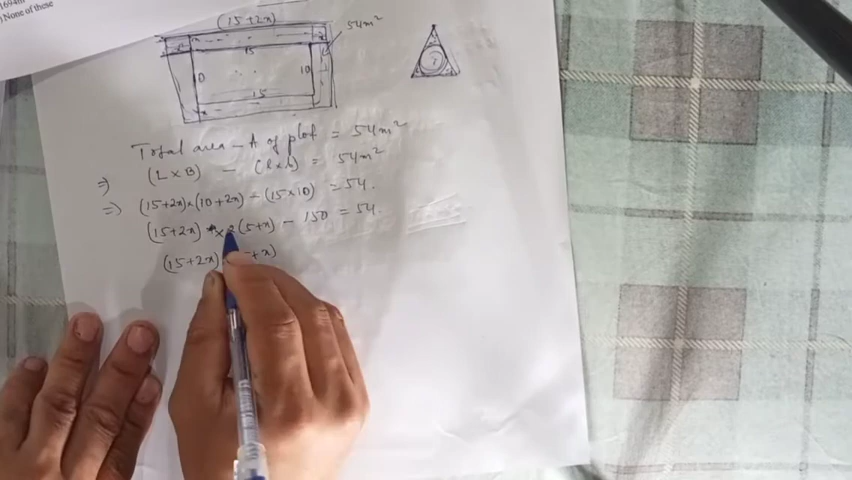 1694m
) None of these
(15+2x)
54m²
x
x
15
10
10
15
x
Total area - A of plot = 54m²
⇒ (L × B) - (l × b) = 54m²
⇒ (15+2x)×(10+2x) - (15×10) = 54.
(15+2x) × 2(5+x) - 150 = 54.
(15+2x) +x)